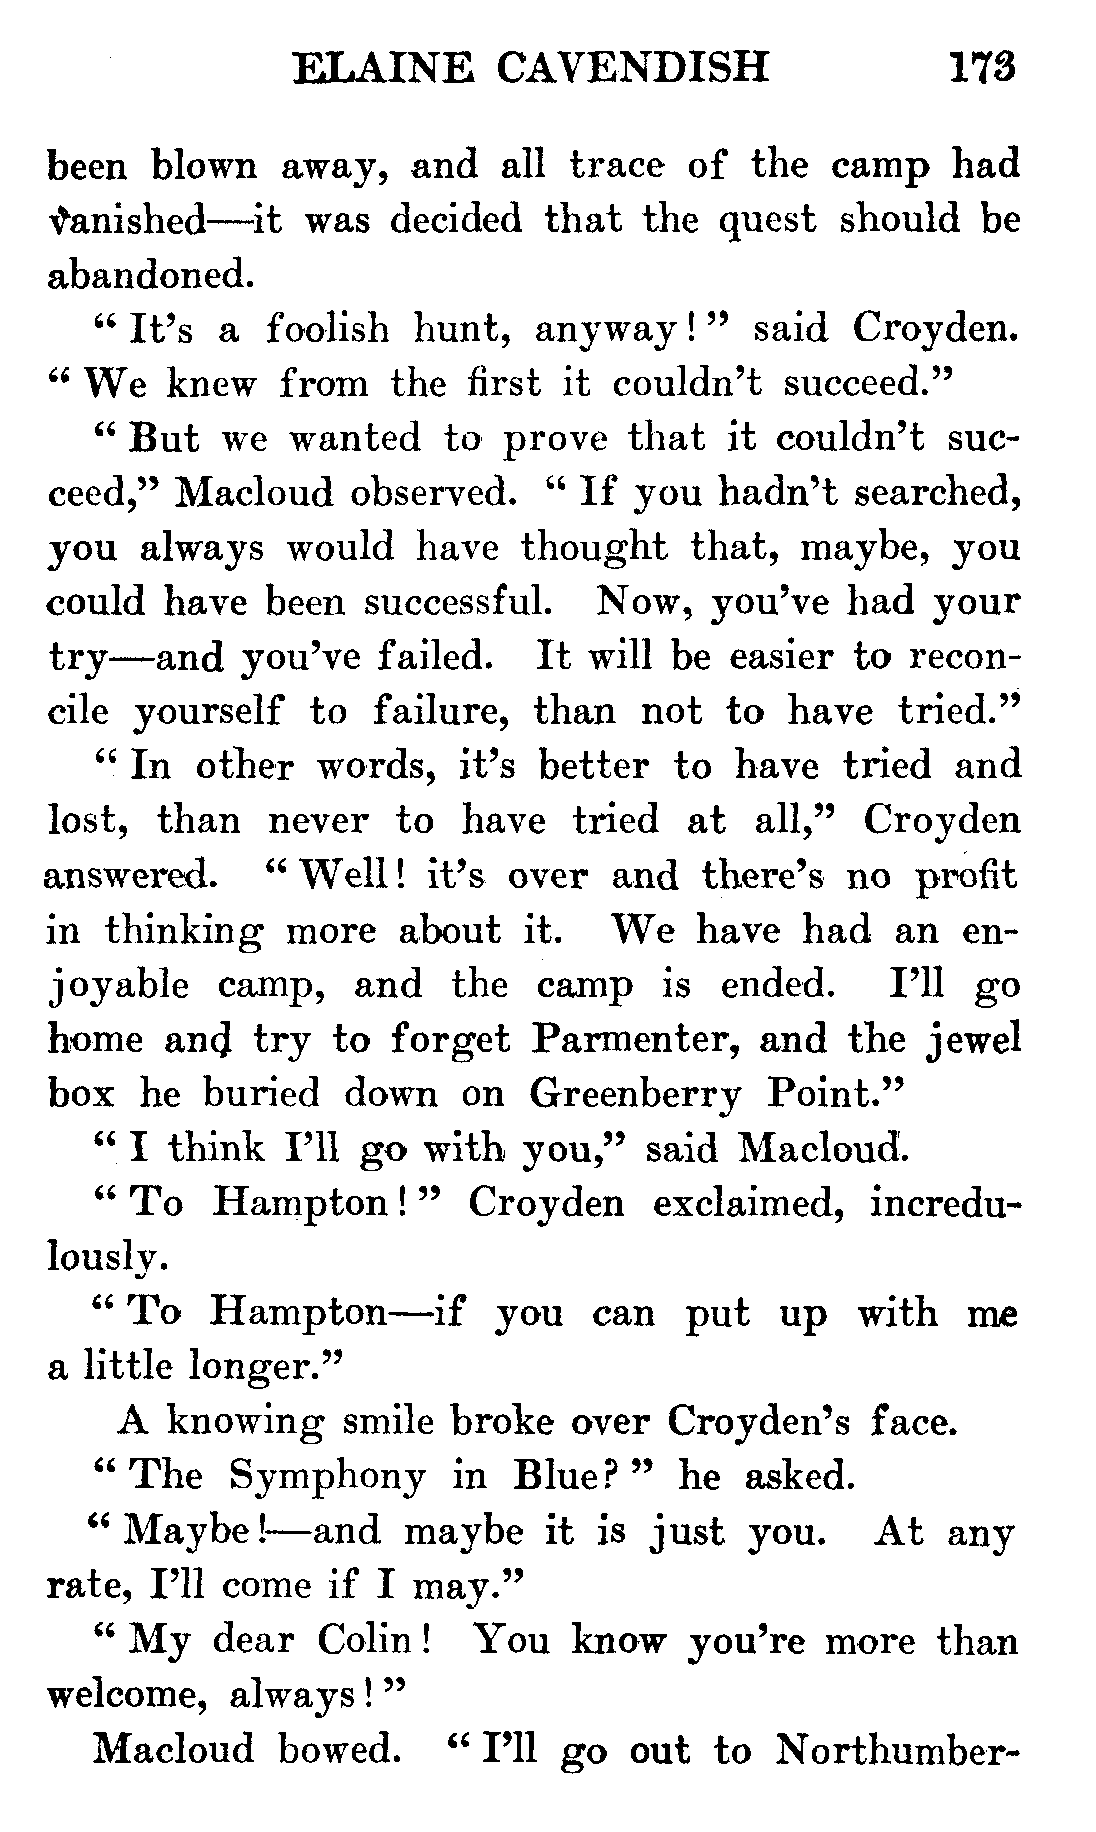 ELAINE CAVENDISH 173
been blown away, and all trace of the camp had
vanished—it was decided that the quest should be
abandoned.
“ It’s a foolish hunt, anyway! ” said Croyden.
“ We knew from the first it couldn’t succeed.”
“ But we wanted to prove that it couldn’t suc-
ceed,” Macloud observed. “ If you hadn’t searched,
you always would have thought that, maybe, you
could have been successful. Now, you’ve had your
try—and you’ve failed. It will be easier to recon-
cile yourself to failure, than not to have tried.”
“ In other words, it’s better to have tried and
lost, than never to have tried at all,” Croyden
answered. “ Well! it’s over and there’s no profit
in thinking more about it. We have had an en-
joyable camp, and the camp is ended. I’ll go
home and try to forget Parmenter, and the jewel
box he buried down on Greenberry Point.”
“ I think I’ll go with you,” said Macloud.
“ To Hampton! ” Croyden exclaimed, incredu-
lously.
“ To Hampton—if you can put up with me
a little longer.”
A knowing smile broke over Croyden’s face.
“ The Symphony in Blue? ” he asked.
“ Maybe!—and maybe it is just you. At any
rate, I’ll come if I may.”
“ My dear Colin! You know you’re more than
welcome, always! ”
Macloud bowed. “ I’ll go out to Northumber-